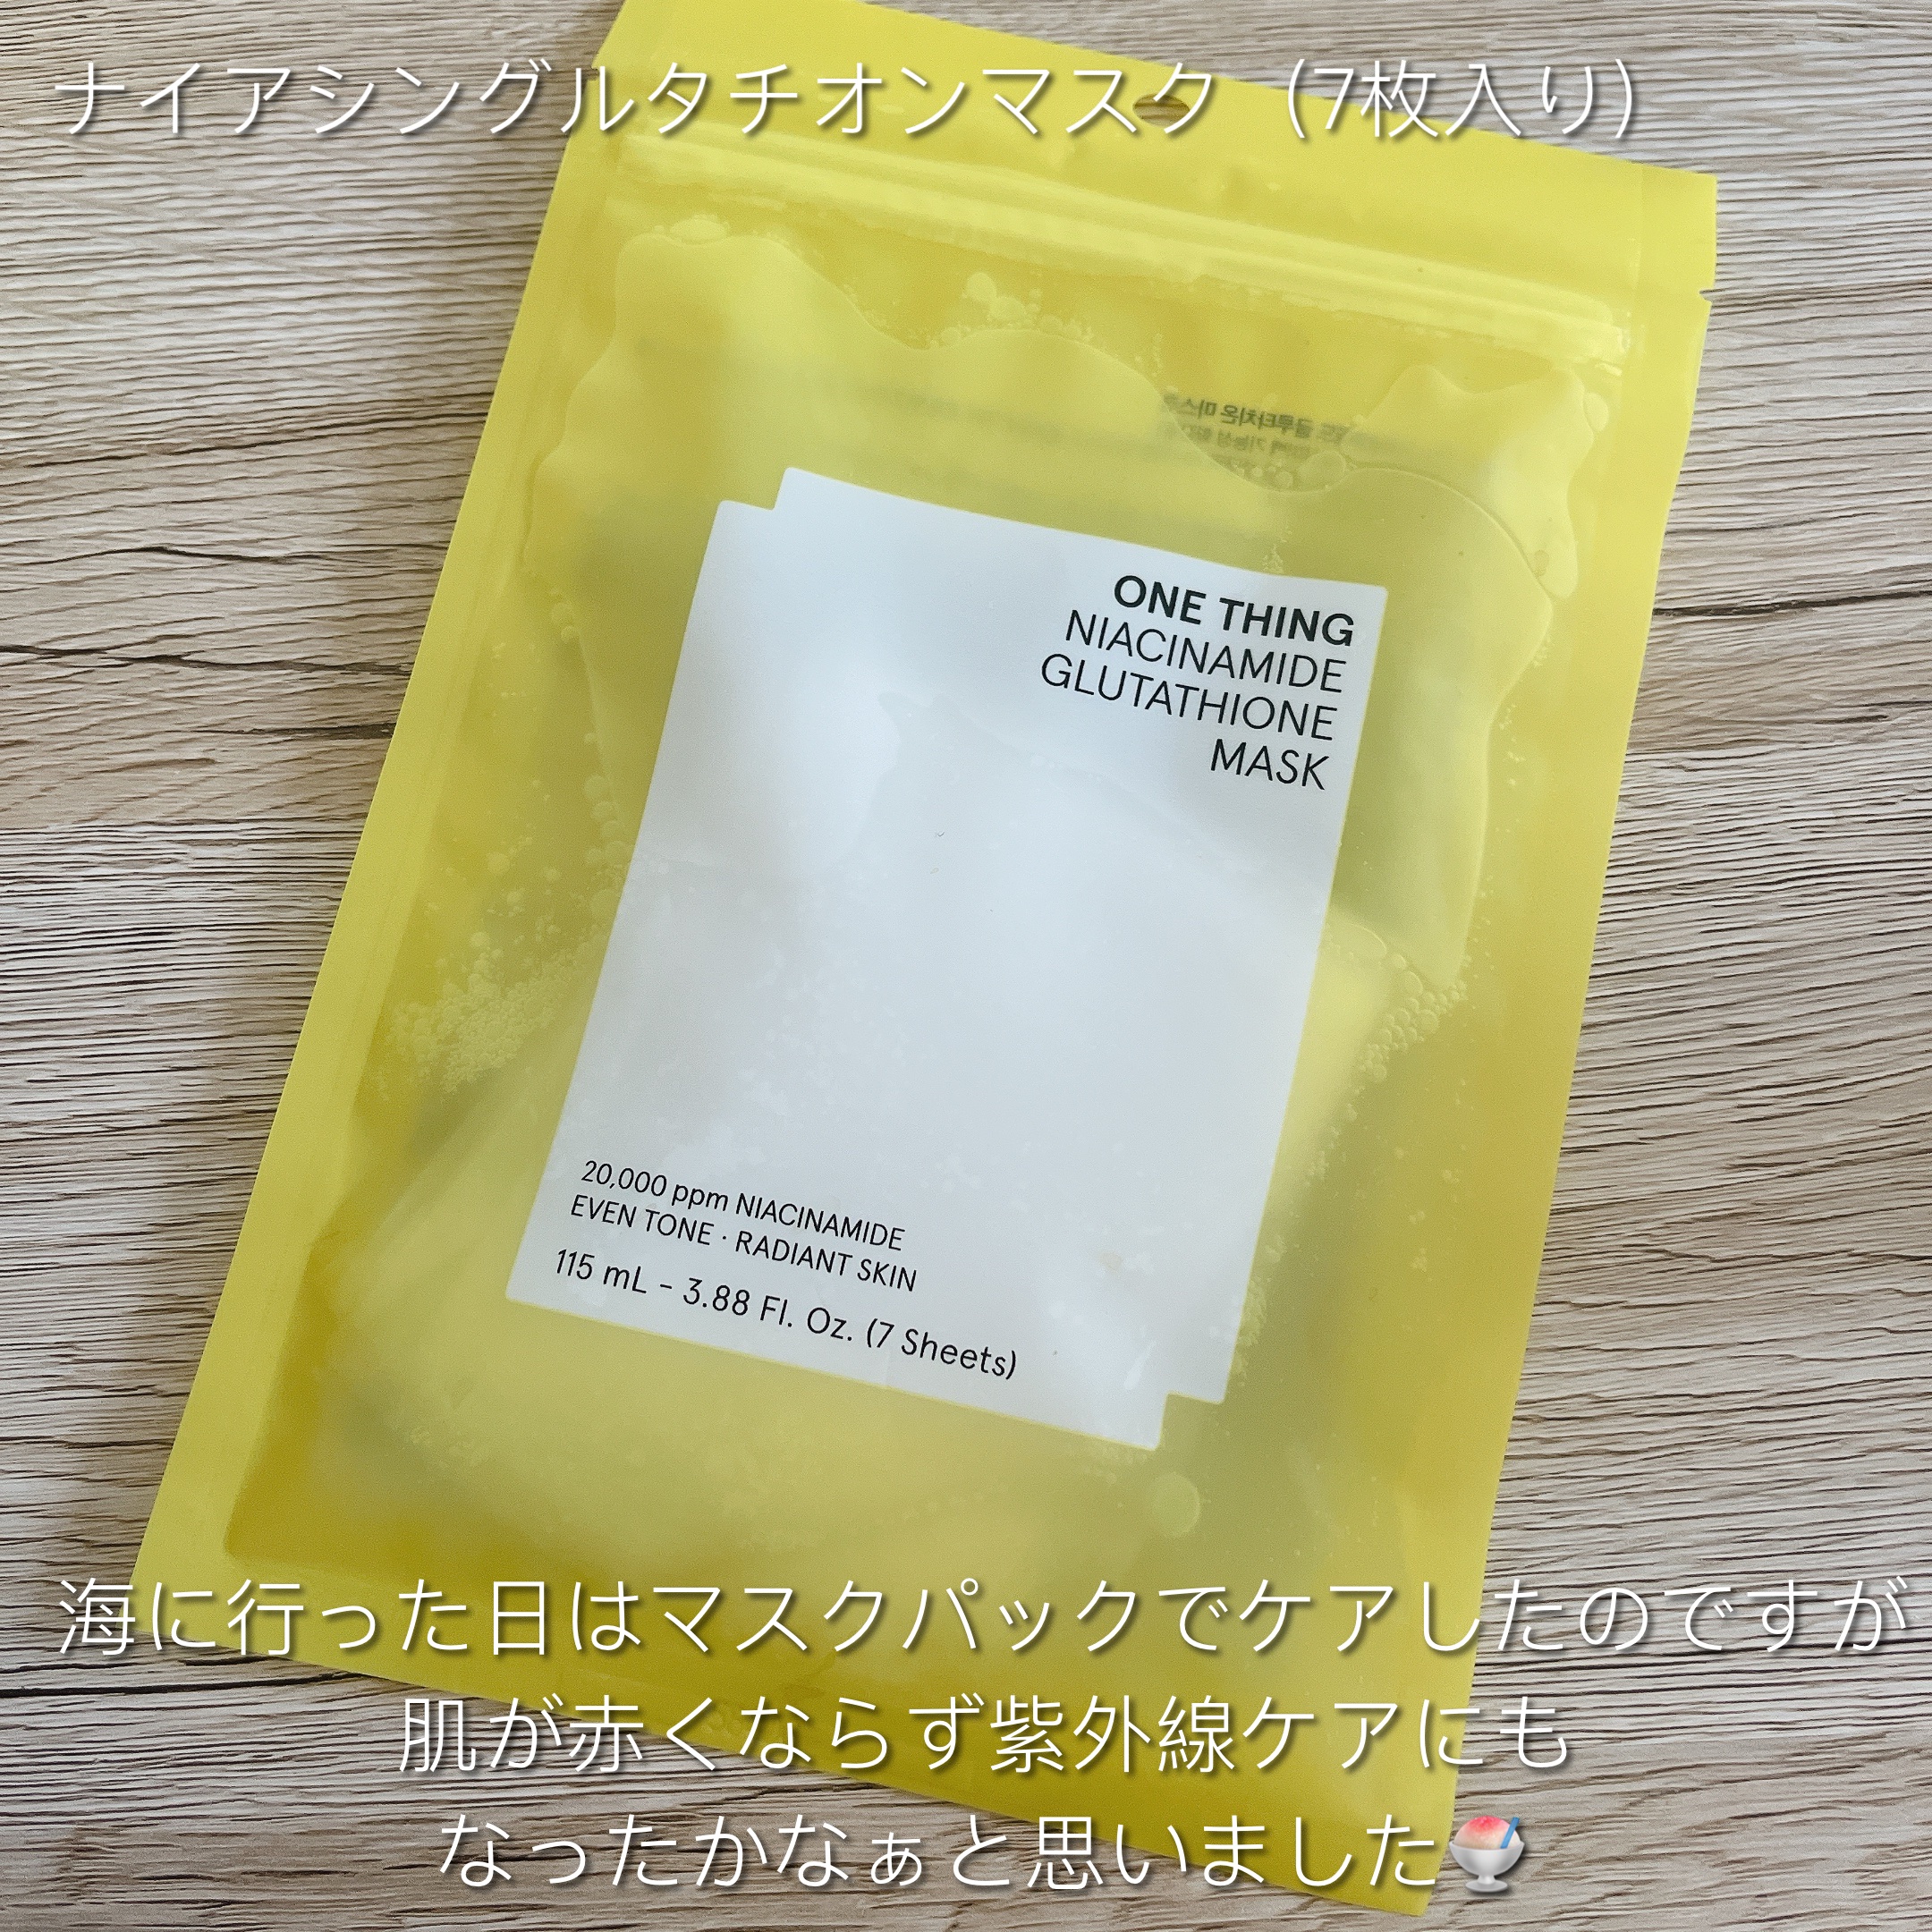 ナイアシングルタチオンマスク（7枚入り）
ONE THING
NIACINAMIDE
GLUTATHIONE
MASK
20,000 ppm NIACINAMIDE
EVEN TONE · RADIANT SKIN
115 mL – 3.88 Fl. Oz. (7 Sheets)
海に行った日はマスクパックでケアしたのですが
肌が赤くならず紫外線ケアにも
なったかなぁと思いました🍧